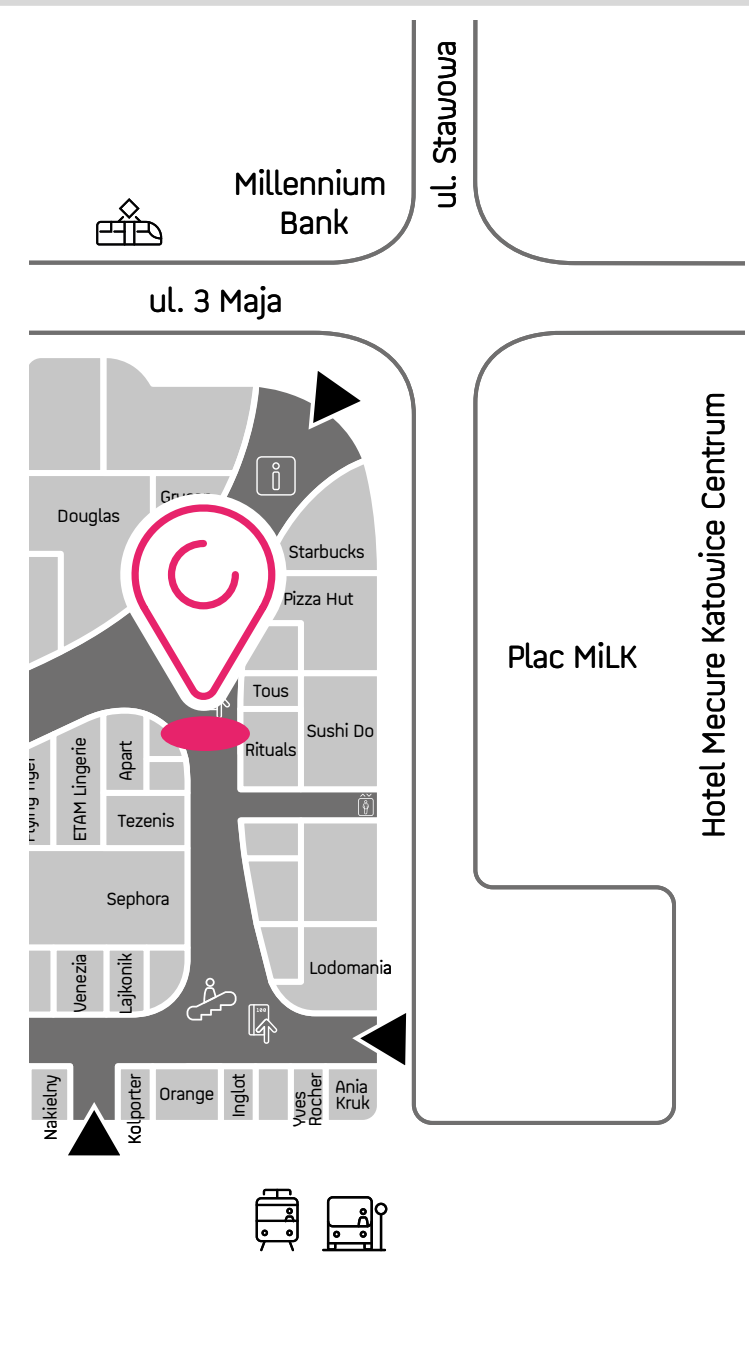 ul. Stawowa
Millennium
Bank
ul. 3 Maja
Hotel Mecure Katowice Centrum
Douglas
Starbucks
Pizza Hut
Plac MiLK
Tous
Sushi Do
Rituals
ETAM Lingerie
Apart
Tezenis
Sephora
Venezia
Lajkonik
Lodomania
100
Nakielny
Kolporter
Orange
Inglot
Yves
Rocher
Ania
Kruk